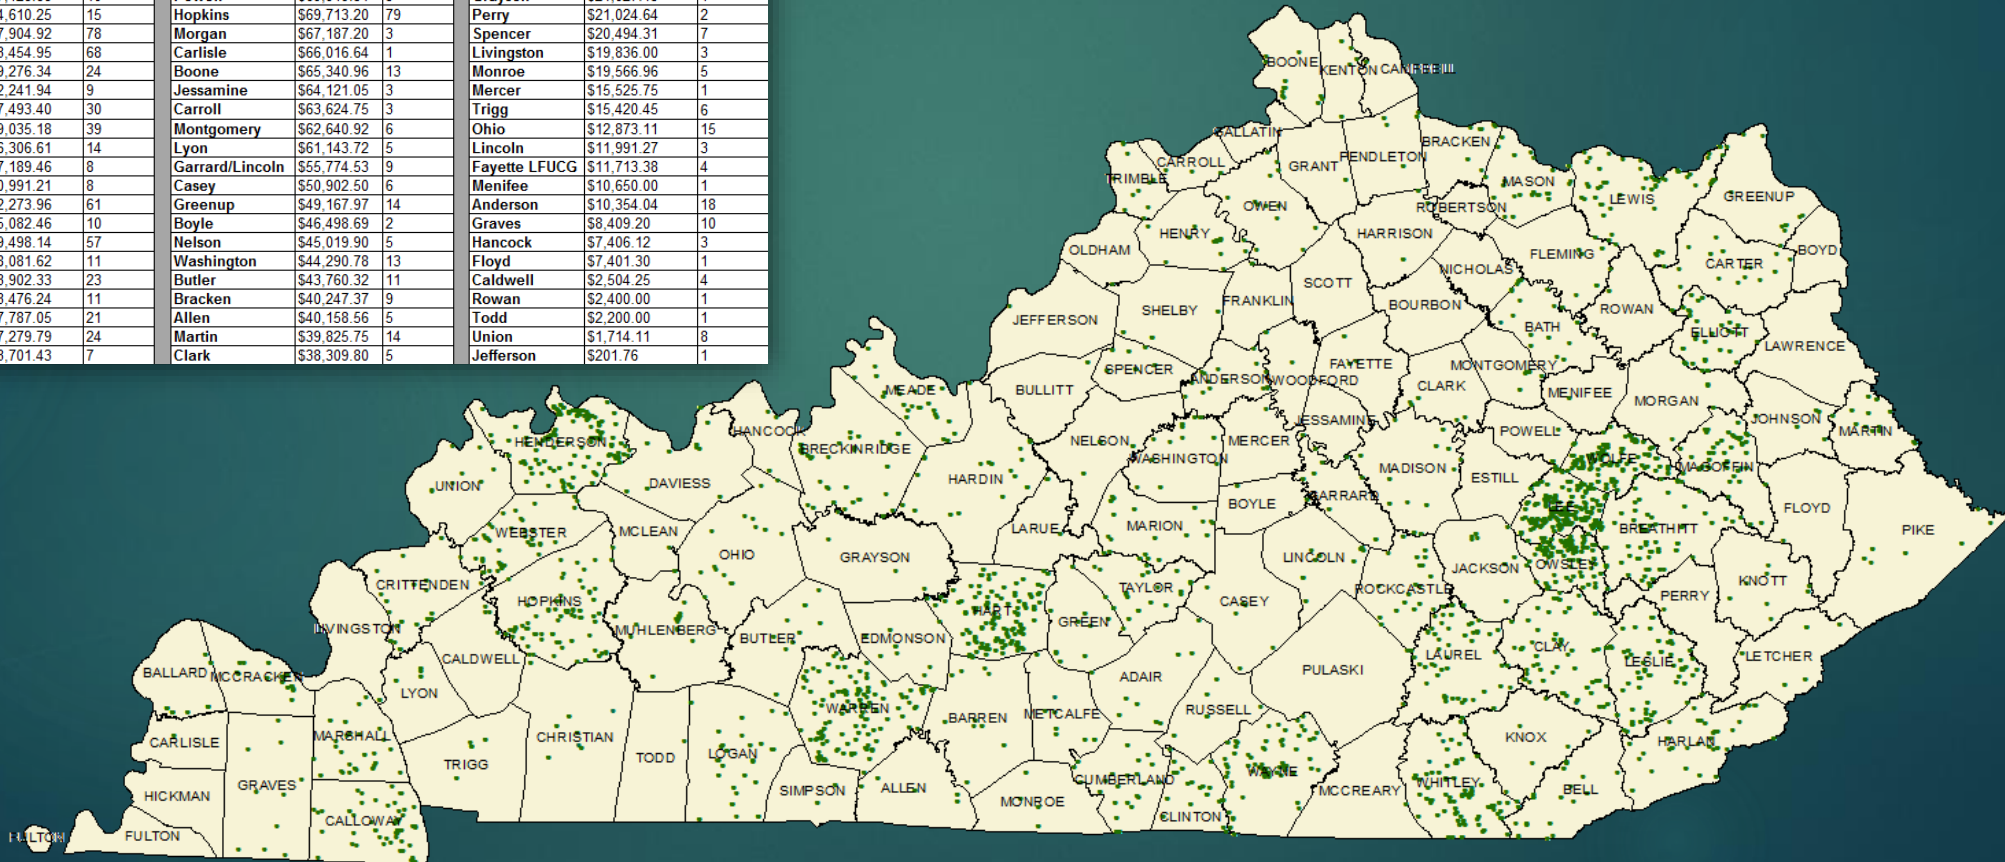 4,610.25 15 Hopkins $69,713.20 79 Perry $21,024.64 2
7,904.92 78 Morgan $67,187.20 3 Spencer $20,494.31 7
3,454.95 68 Carlisle $66,016.64 1 Livingston $19,836.00 3
9,276.34 24 Boone $65,340.96 13 Monroe $19,566.96 5
2,241.94 9 Jessamine $64,121.05 3 Mercer $15,525.75 1
7,493.40 30 Carroll $63,624.75 3 Trigg $15,420.45 6
9,035.18 39 Montgomery $62,640.92 6 Ohio $12,873.11 15
6,306.61 14 Lyon $61,143.72 5 Lincoln $11,991.27 3
7,189.46 8 Garrard/Lincoln $55,774.53 9 Fayette LFUCG $11,713.38 4
0,991.21 8 Casey $50,902.50 6 Menifee $10,650.00 1
2,273.96 61 Greenup $49,167.97 14 Anderson $10,354.04 18
5,082.46 10 Boyle $46,498.69 2 Graves $8,409.20 10
9,498.14 57 Nelson $45,019.90 5 Hancock $7,406.12 3
3,081.62 11 Washington $44,290.78 13 Floyd $7,401.30 1
3,902.33 23 Butler $43,760.32 11 Caldwell $2,504.25 4
3,476.24 11 Bracken $40,247.37 9 Rowan $2,400.00 1
7,787.05 21 Allen $40,158.56 5 Todd $2,200.00 1
7,279.79 24 Martin $39,825.75 14 Union $1,714.11 8
3,701.43 7 Clark $38,309.80 5 Jefferson $201.76 1
BOONE
KENTON
CAMPBELL
GALLATIN
CARROLL
TRIMBLE
GRANT
PENDLETON
BRACKEN
MASON
LEWIS
GREENUP
OWEN
ROBERTSON
HENRY
HARRISON
OLDHAM
FLEMING
NICHOLAS
CARTER
BOYD
SCOTT
SHELBY
FRANKLIN
BOURBON
ROWAN
JEFFERSON
BATH
ELLIOTT
LAWRENCE
SPENCER
ANDERSON
WOODFORD
FAYETTE
MONTGOMERY
CLARK
MENIFEE
MORGAN
MEADE
BULLITT
JESSAMINE
JOHNSON
MARTIN
HANCOCK
HENDERSON
BRECKINRIDGE
NELSON
MERCER
WASHINGTON
POWELL
WOLFE
MAGOFFIN
MADISON
ESTILL
UNION
DAVIESS
HARDIN
BOYLE
GARRARD
LEE
FLOYD
PIKE
WEBSTER
MCLEAN
LARUE
MARION
BREATHITT
OHIO
GRAYSON
LINCOLN
JACKSON
OWSLEY
CRITTENDEN
HOPKINS
TAYLOR
ROCKCASTLE
KNOTT
PERRY
HART
GREEN
CASEY
LIVINGSTON
MUHLENBERG
BUTLER
EDMONSON
CALDWELL
LAUREL
CLAY
LESLIE
LETCHER
BALLARD
MCCRACKEN
LYON
PULASKI
ADAIR
WARREN
BARREN
METCALFE
RUSSELL
CARLISLE
MARSHALL
CHRISTIAN
KNOX
HARLAN
TRIGG
TODD
LOGAN
WAYNE
HICKMAN
GRAVES
SIMPSON
ALLEN
CUMBERLAND
MCCREARY
WHITLEY
BELL
MONROE
CLINTON
CALLOWAY
FULTON
FULTON